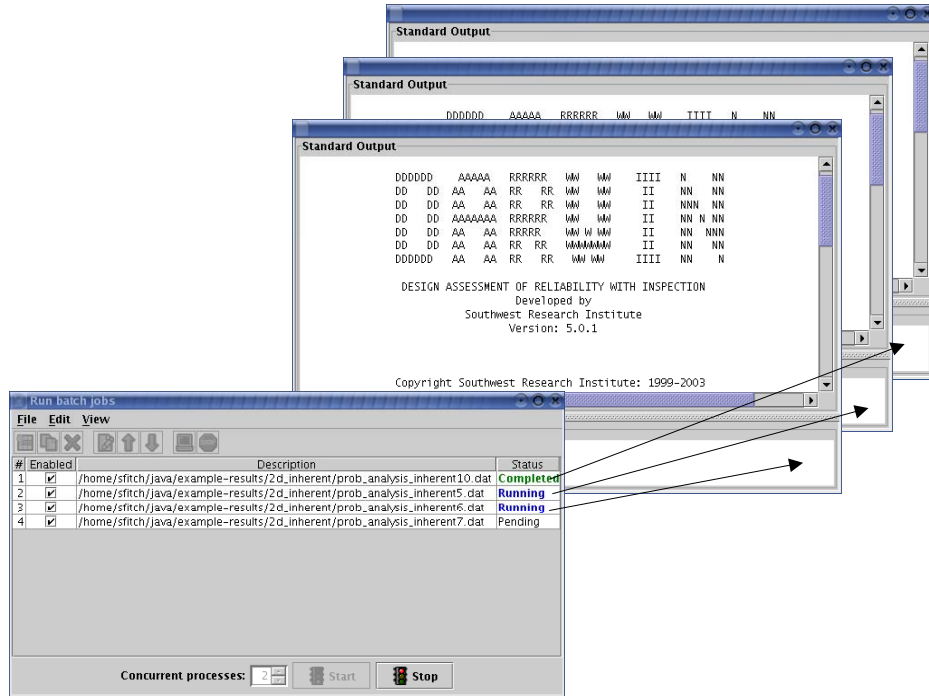 Standard Output
Standard Output
DDDDDD AAAAA RRRRRR WW WW IIII N NN
Standard Output
DDDDDD AAAAA RRRRRR WW WW IIII N NN
DD DD AA AA RR RR WW WW II NN NN
DD DD AA AA RR RR WW WW II NNN NN
DD DD AAAAAAA RRRRRR WW WW II NN N NN
DD DD AA AA RRRRR WW W WW II NN NNN
DD DD AA AA RR RR WWWWWWW II NN NN
DDDDDD AA AA RR RR WW WW IIII NN N
DESIGN ASSESSMENT OF RELIABILITY WITH INSPECTION
Developed by
Southwest Research Institute
Version: 5.0.1
Copyright Southwest Research Institute: 1999-2003
Run batch jobs
File Edit View
# Enabled Description Status
1 /home/sfitch/java/example-results/2d_inherent/prob_analysis_inherent10.dat Completed
2 /home/sfitch/java/example-results/2d_inherent/prob_analysis_inherent5.dat Running
3 /home/sfitch/java/example-results/2d_inherent/prob_analysis_inherent6.dat Running
4 /home/sfitch/java/example-results/2d_inherent/prob_analysis_inherent7.dat Pending
Concurrent processes: 2 Start Stop